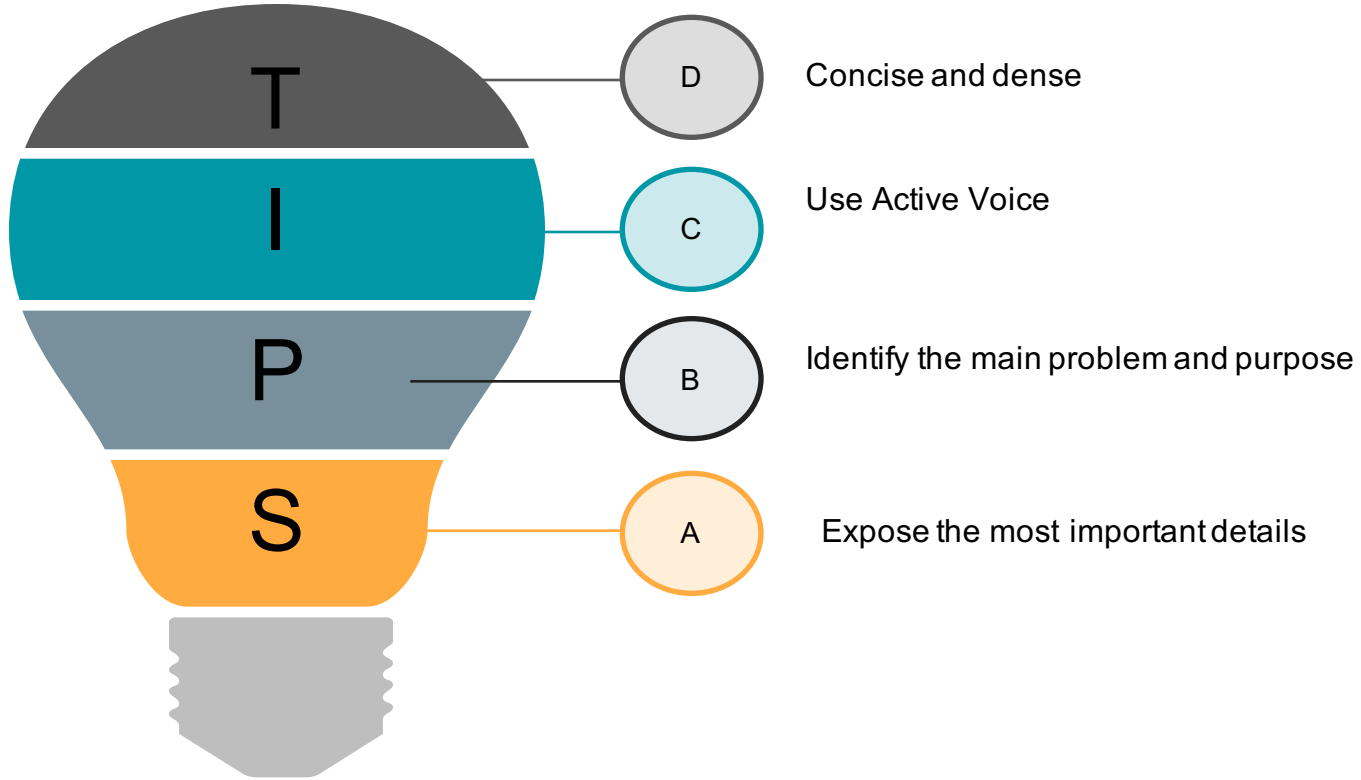 T
D
Concise and dense
I
C
Use Active Voice
P
B
Identify the main problem and purpose
S
A
Expose the most important details